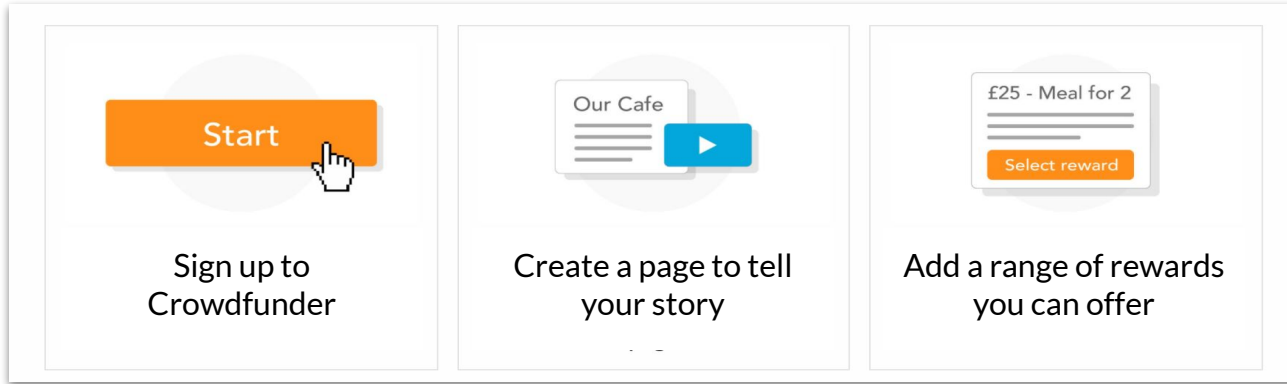 Start
Sign up to
Crowdfunder
Our Cafe
Create a page to tell
your story
£25 - Meal for 2
Select reward
Add a range of rewards
you can offer